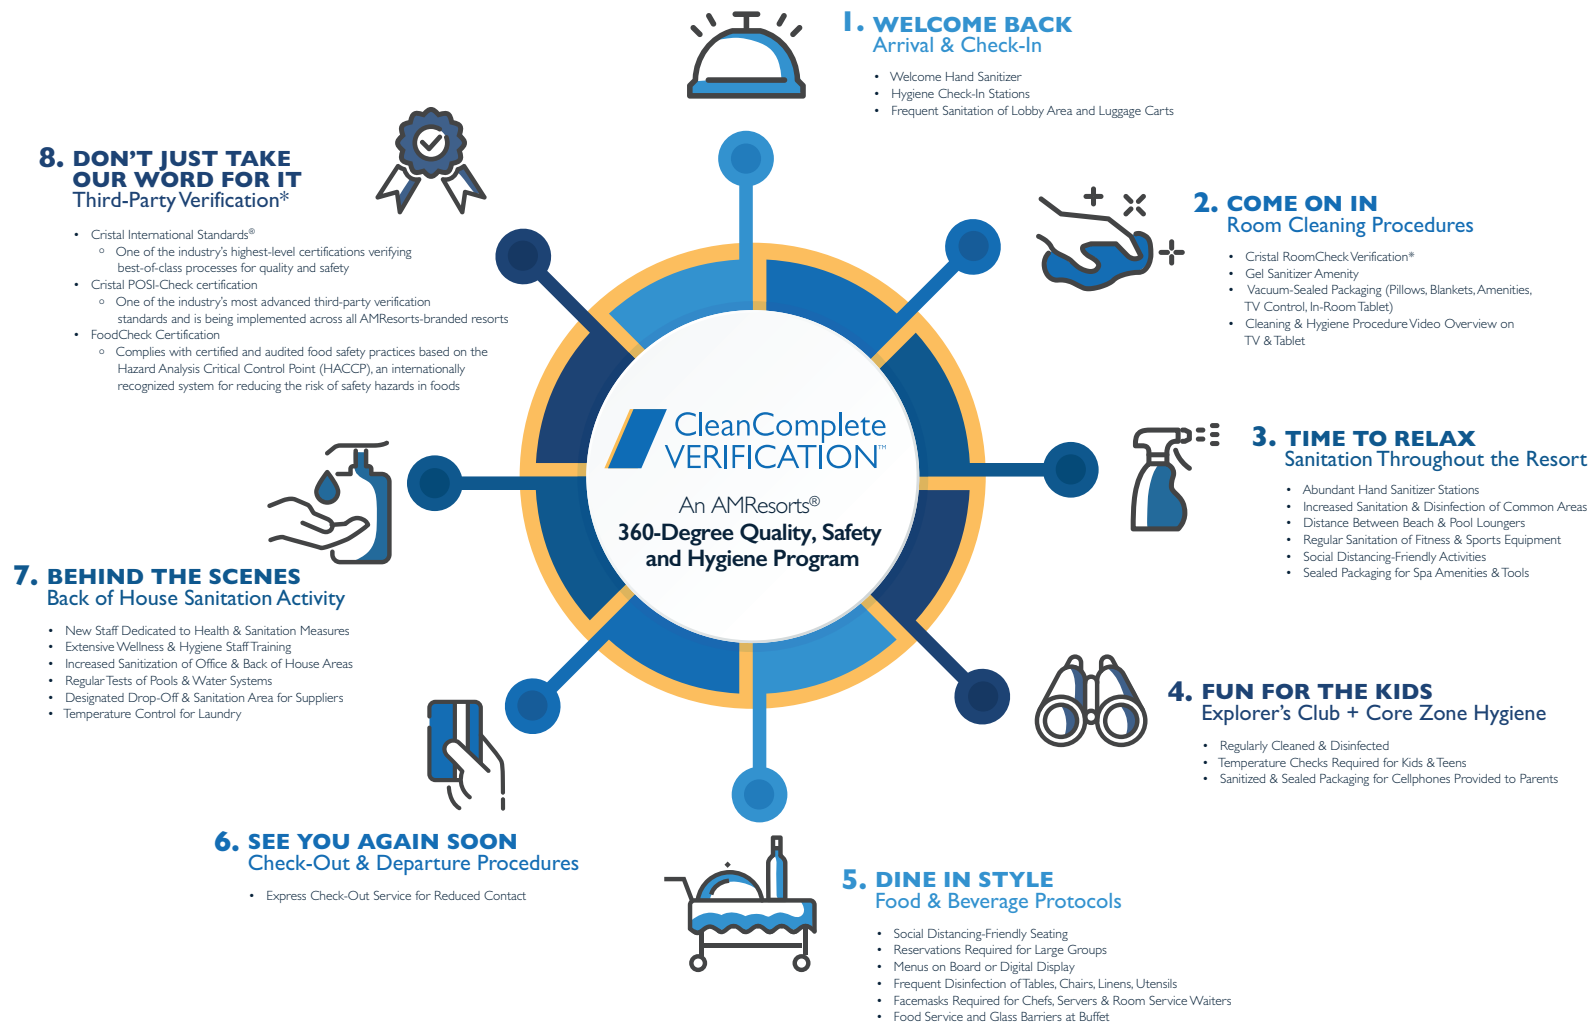 1. WELCOME BACK
Arrival & Check-In
• Welcome Hand Sanitizer
• Hygiene Check-In Stations
• Frequent Sanitation of Lobby Area and Luggage Carts
2. COME ON IN
Room Cleaning Procedures
• Cristal RoomCheck Verification*
• Gel Sanitizer Amenity
• Vacuum-Sealed Packaging (Pillows, Blankets, Amenities,
TV Control, In-Room Tablet)
• Cleaning & Hygiene Procedure Video Overview on
TV & Tablet
3. TIME TO RELAX
Sanitation Throughout the Resort
• Abundant Hand Sanitizer Stations
• Increased Sanitation & Disinfection of Common Areas
• Distance Between Beach & Pool Loungers
• Regular Sanitation of Fitness & Sports Equipment
• Social Distancing-Friendly Activities
• Sealed Packaging for Spa Amenities & Tools
4. FUN FOR THE KIDS
Explorer's Club + Core Zone Hygiene
• Regularly Cleaned & Disinfected
• Temperature Checks Required for Kids & Teens
• Sanitized & Sealed Packaging for Cellphones Provided to Parents
5. DINE IN STYLE
Food & Beverage Protocols
• Social Distancing-Friendly Seating
• Reservations Required for Large Groups
• Menus on Board or Digital Display
• Frequent Disinfection of Tables, Chairs, Linens, Utensils
• Facemasks Required for Chefs, Servers & Room Service Waiters
• Food Service and Glass Barriers at Buffet
6. SEE YOU AGAIN SOON
Check-Out & Departure Procedures
• Express Check-Out Service for Reduced Contact
7. BEHIND THE SCENES
Back of House Sanitation Activity
• New Staff Dedicated to Health & Sanitation Measures
• Extensive Wellness & Hygiene Staff Training
• Increased Sanitization of Office & Back of House Areas
• Regular Tests of Pools & Water Systems
• Designated Drop-Off & Sanitation Area for Suppliers
• Temperature Control for Laundry
8. DON'T JUST TAKE
OUR WORD FOR IT
Third-Party Verification*
• Cristal International Standards®
○ One of the industry's highest-level certifications verifying
best-of-class processes for quality and safety
• Cristal POSI-Check certification
○ One of the industry's most advanced third-party verification
standards and is being implemented across all AMResorts-branded resorts
• FoodCheck Certification
○ Complies with certified and audited food safety practices based on the
Hazard Analysis Critical Control Point (HACCP), an internationally
recognized system for reducing the risk of safety hazards in foods
CleanComplete
VERIFICATION™
An AMResorts®
360-Degree Quality, Safety
and Hygiene Program